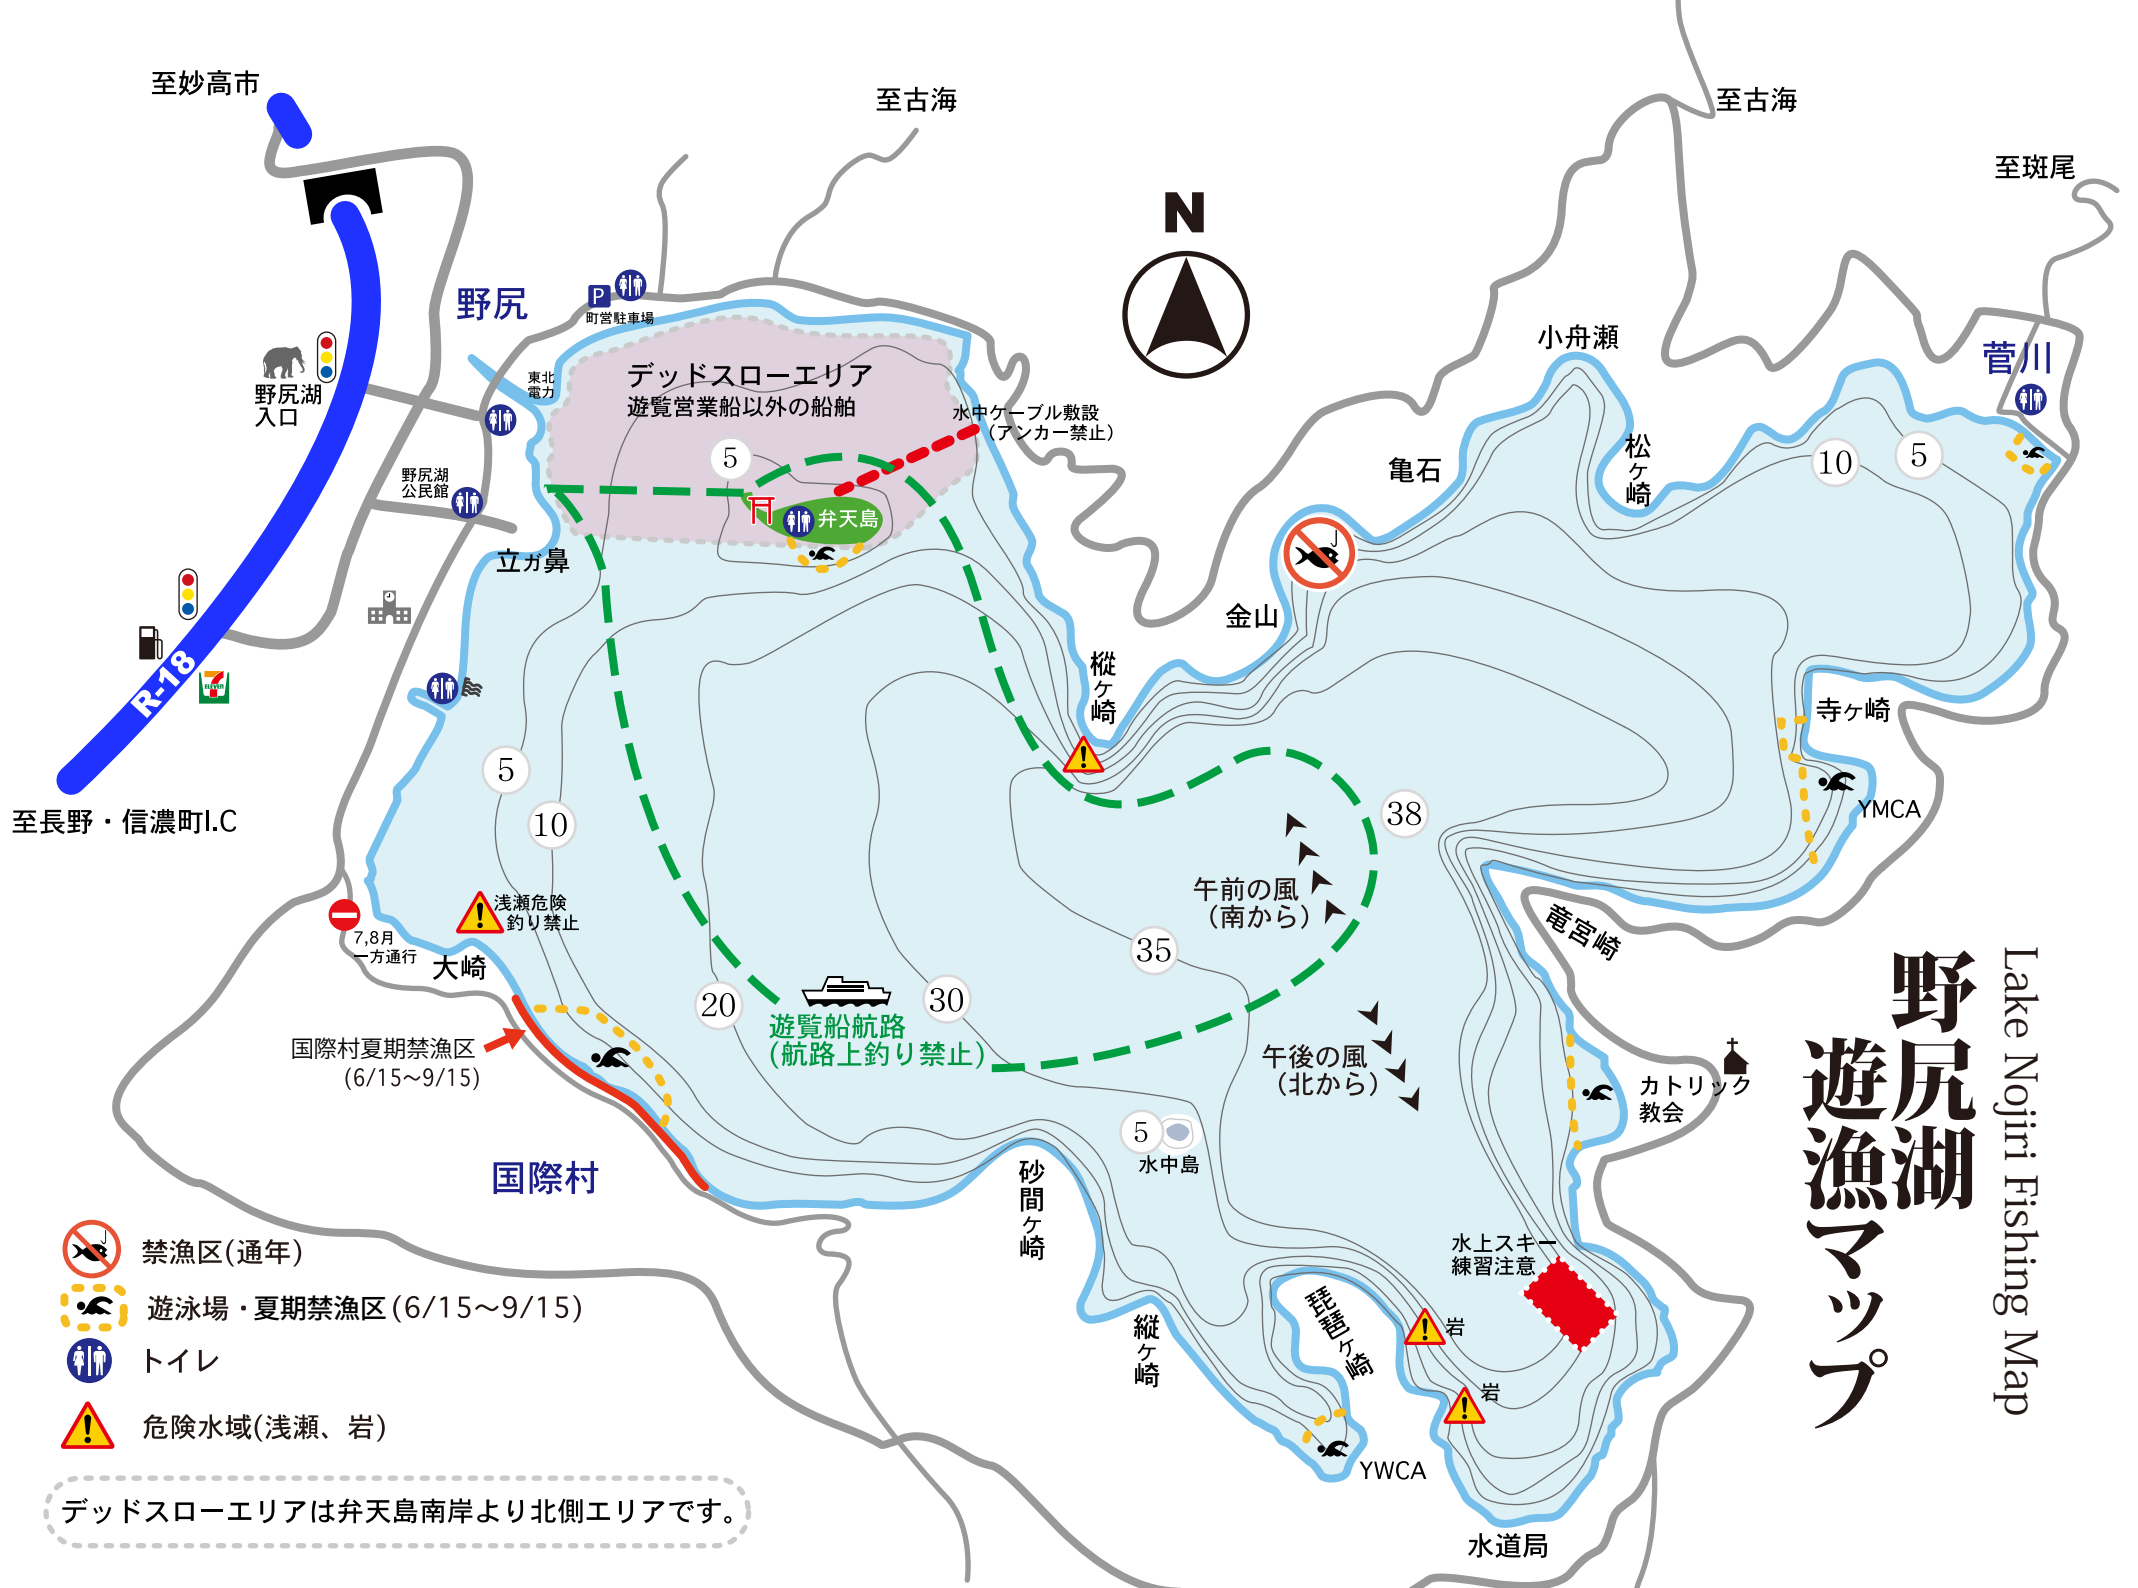 至妙高市
至古海
至古海
至斑尾
N
野尻
P
町営駐車場
小舟瀬
菅川
野尻湖
入口
東北
電力
デッドスローエリア
遊覧営業船以外の船舶
水中ケーブル敷設
（アンカー禁止）
5
松ヶ崎
亀石
10
5
野尻湖
公民館
弁天島
立ガ鼻
金山
R-18
ELEVEN
樅ヶ崎
寺ヶ崎
YMCA
至長野・信濃町I.C
5
10
38
午前の風
（南から）
浅瀬危険
釣り禁止
7,8月
一方通行
大崎
35
竜宮崎
20
30
遊覧船航路
(航路上釣り禁止)
国際村夏期禁漁区
(6/15〜9/15)
午後の風
（北から）
カトリック
教会
野尻湖
遊漁マップ
Lake Nojiri Fishing Map
国際村
5
水中島
砂間ヶ崎
水上スキー
練習注意
禁漁区(通年)
遊泳場・夏期禁漁区(6/15〜9/15)
トイレ
危険水域(浅瀬、岩)
縦ヶ崎
琵琶ヶ崎
岩
岩
YWCA
水道局
デッドスローエリアは弁天島南岸より北側エリアです。